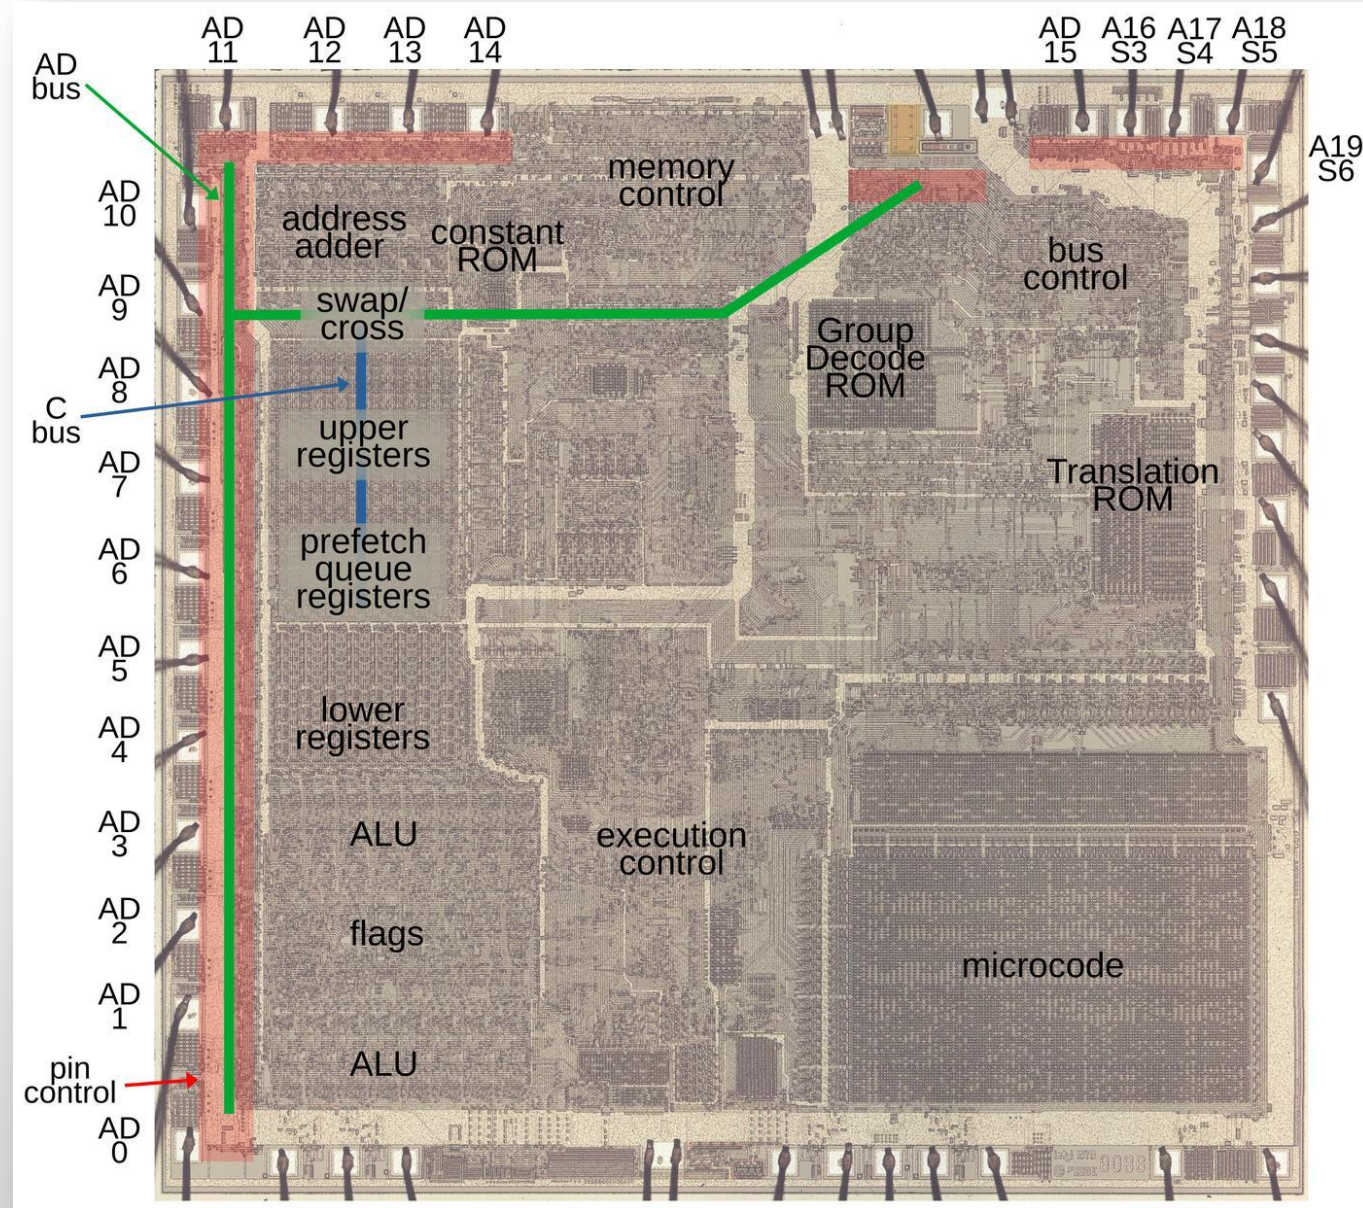 AD
11
AD
12
AD
13
AD
14
AD
15
A16
S3
A17
S4
A18
S5
AD
bus
A19
S6
memory
control
AD
10
address
adder
constant
ROM
bus
control
AD
9
swap/
cross
Group
Decode
ROM
AD
8
C
bus
upper
registers
AD
7
Translation
ROM
AD
6
prefetch
queue
registers
AD
5
lower
registers
AD
4
AD
3
ALU
execution
control
AD
2
flags
microcode
AD
1
ALU
pin
control
AD
0